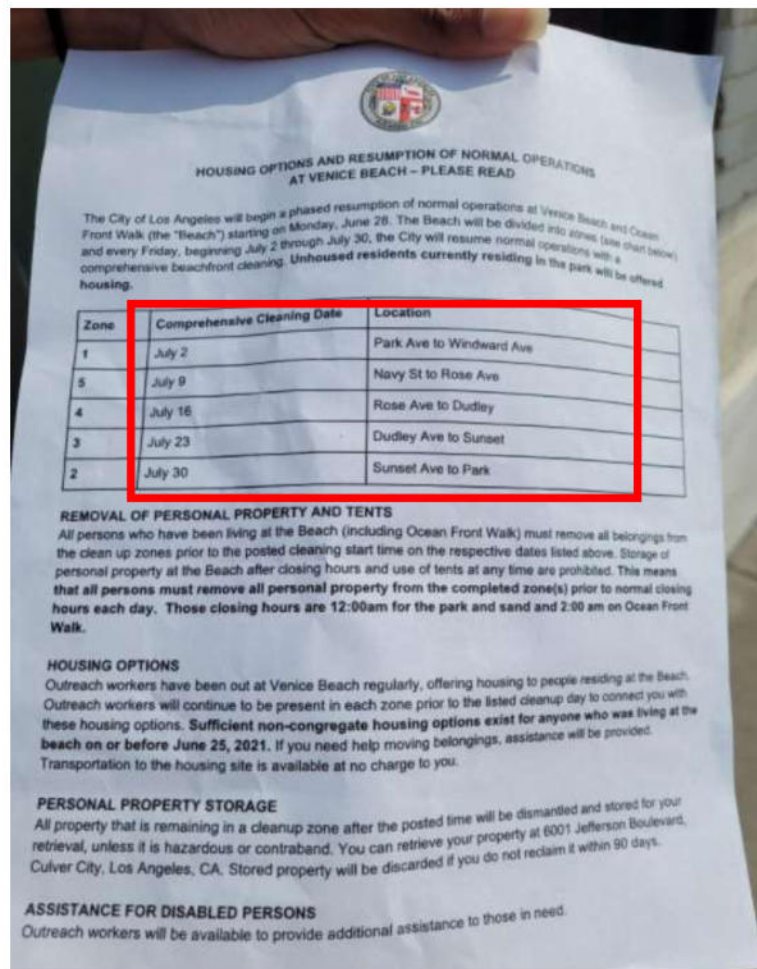 HOUSING OPTIONS AND RESUMPTION OF NORMAL OPERATIONS
AT VENICE BEACH – PLEASE READ
The City of Los Angeles will begin a phased resumption of normal operations at Venice Beach and Ocean
Front Walk (the "Beach") starting on Monday, June 28. The Beach will be divided into zones (see chart below)
and every Friday, beginning July 2 through July 30, the City will resume normal operations with a
comprehensive beachfront cleaning. Unhoused residents currently residing in the park will be offered
housing.
Zone Comprehensive Cleaning Date Location
1 July 2 Park Ave to Windward Ave
5 July 9 Navy St to Rose Ave
4 July 16 Rose Ave to Dudley
3 July 23 Dudley Ave to Sunset
2 July 30 Sunset Ave to Park
REMOVAL OF PERSONAL PROPERTY AND TENTS
All persons who have been living at the Beach (including Ocean Front Walk) must remove all belongings from
the clean up zones prior to the posted cleaning start time on the respective dates listed above. Storage of
personal property at the Beach after closing hours and use of tents at any time are prohibited. This means
that all persons must remove all personal property from the completed zone(s) prior to normal closing
hours each day. Those closing hours are 12:00am for the park and sand and 2:00 am on Ocean Front
Walk.
HOUSING OPTIONS
Outreach workers have been out at Venice Beach regularly, offering housing to people residing at the Beach.
Outreach workers will continue to be present in each zone prior to the listed cleanup day to connect you with
these housing options. Sufficient non-congregate housing options exist for anyone who was living at the
beach on or before June 25, 2021. If you need help moving belongings, assistance will be provided.
Transportation to the housing site is available at no charge to you.
PERSONAL PROPERTY STORAGE
All property that is remaining in a cleanup zone after the posted time will be dismantled and stored for your
retrieval, unless it is hazardous or contraband. You can retrieve your property at 6001 Jefferson Boulevard,
Culver City, Los Angeles, CA. Stored property will be discarded if you do not reclaim it within 90 days.
ASSISTANCE FOR DISABLED PERSONS
Outreach workers will be available to provide additional assistance to those in need.